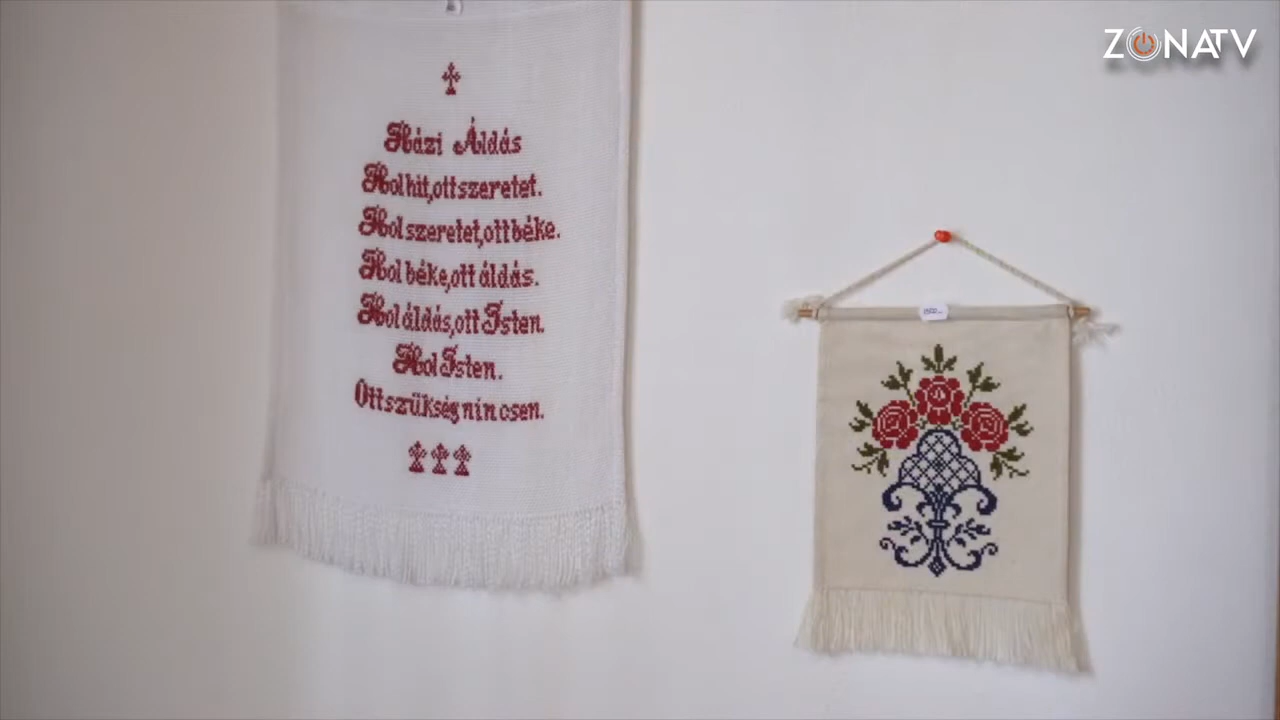 ZONATV
Házi Áldás
Hol hit, ott szeretet.
Hol szeretet, ott béke.
Hol béke, ott áldás.
Hol áldás, ott Isten.
Hol Isten.
Ott szükség nincsen.